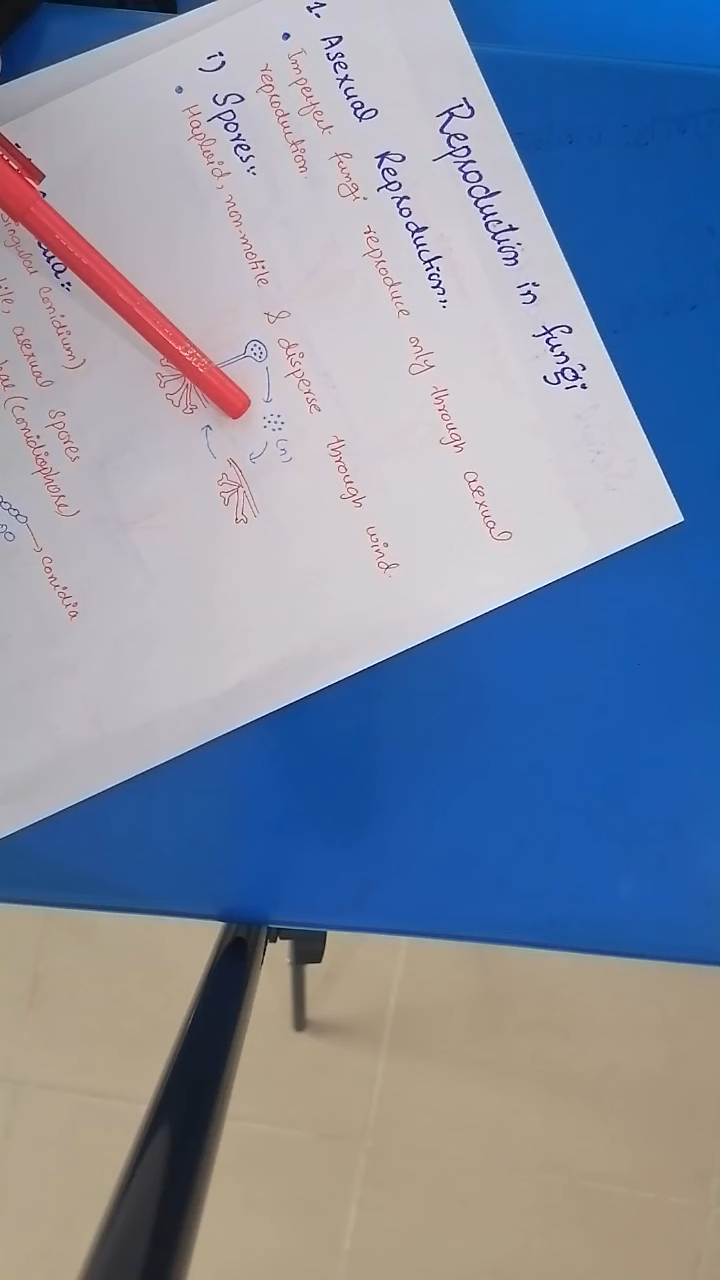 Reproduction in fungi
1. Asexual Reproduction:
• Imperfect fungi reproduce only through asexual
reproduction.
i) Spores:
• Haploid, non-motile & disperse through wind.
(n)
singular conidium)
asexual spores
(conidiophore)
conidia